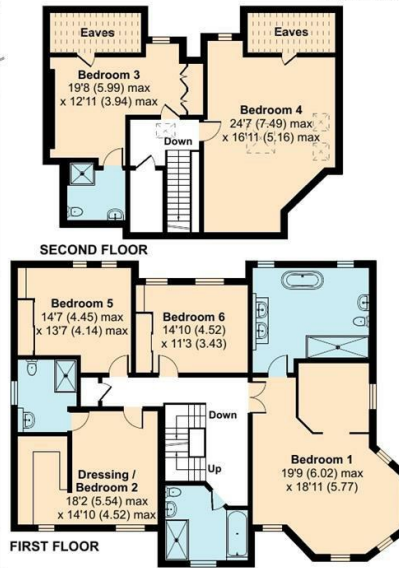 Eaves
Eaves
Bedroom 3
19'8 (5.99) max
x 12'11 (3.94) max
Bedroom 4
24'7 (7.49) max
x 16'11 (5.16) max
Down
SECOND FLOOR
Bedroom 5
14'7 (4.45) max
x 13'7 (4.14) max
Bedroom 6
14'10 (4.52)
x 11'3 (3.43)
Down
Up
Bedroom 1
19'9 (6.02) max
x 18'11 (5.77)
Dressing /
Bedroom 2
18'2 (5.54) max
x 14'10 (4.52) max
FIRST FLOOR